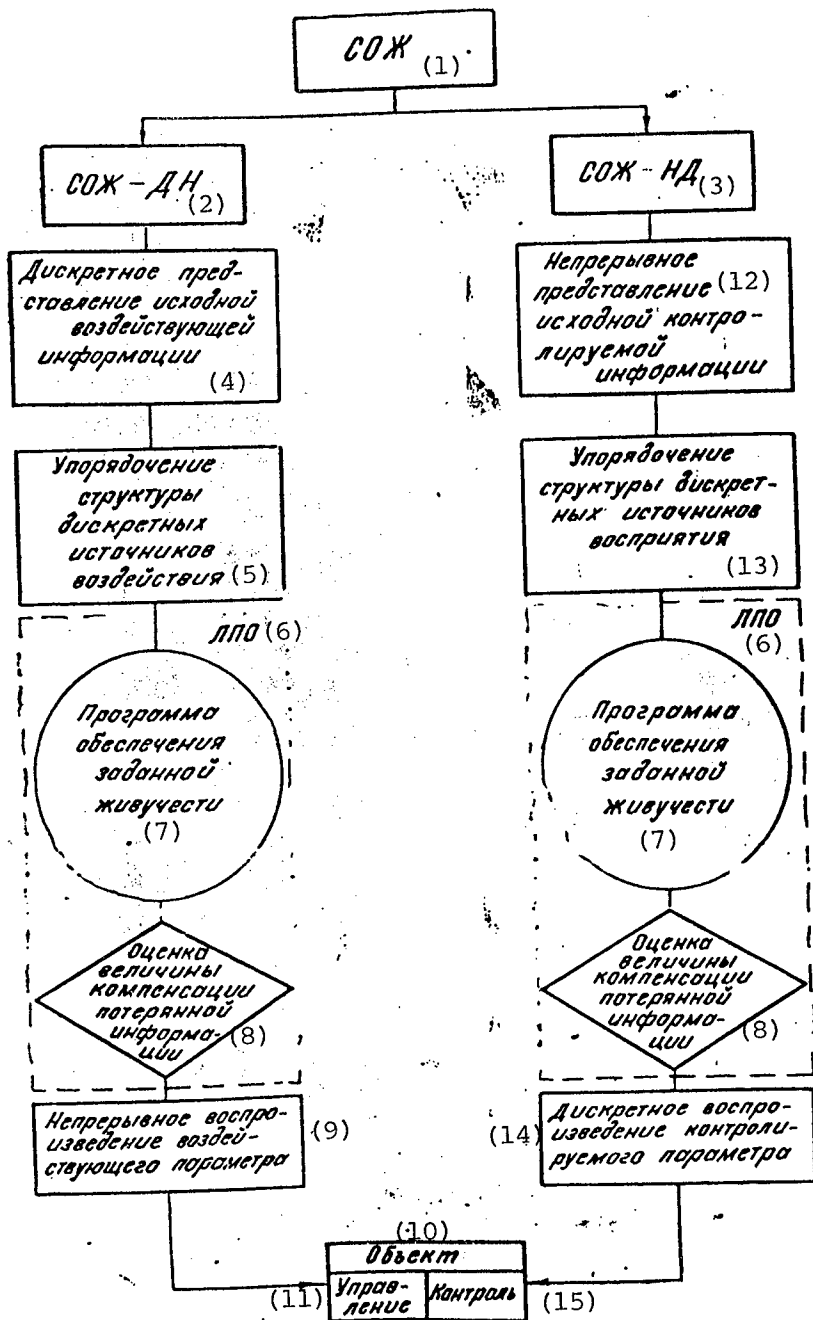 СОЖ (1)
СОЖ-ДН (2)
СОЖ-НД (3)
Дискретное пред-
ставление исходной
воздействующей
информации
(4)
Непрерывное
представление (12)
исходной контро-
лируемой
информации
Упорядочение
структуры
дискретных
источников
воздействия (5)
Упорядочение
структуры дискрет-
ных источников
восприятия
(13)
ЛПО (6)
Программа
обеспечения
заданной
живучести
(7)
ЛПО
(6)
Программа
обеспечения
заданной
живучести
(7)
Оценка
величины
компенсации
потерянной
информа- (8)
ции
Оценка
величины
компенсации
потерянной
информа- (8)
ции
Непрерывное воспро-
изведение воздей- (9)
ствующего параметра
Дискретное воспро-
(14) изведение контроли-
руемого параметра
(10)
Объект
(11) Управ-
ление
Контроль (15)